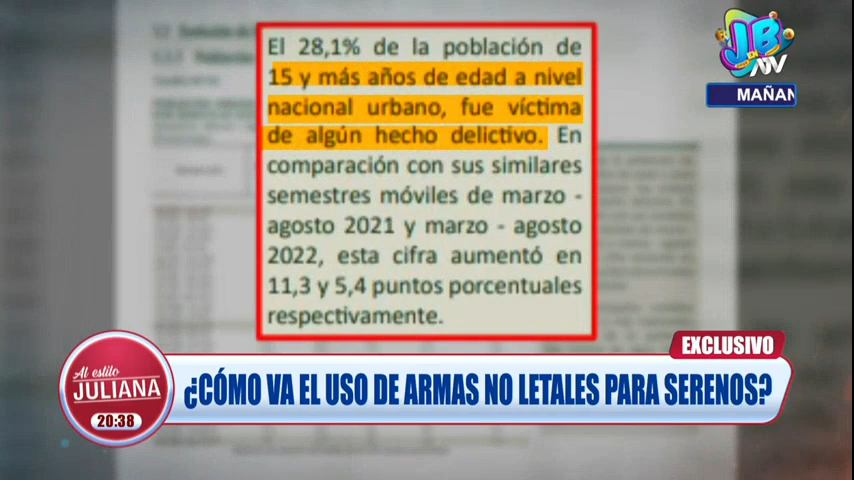 El 28,1% de la población de
15 y más años de edad a nivel
nacional urbano, fue víctima
de algún hecho delictivo. En
comparación con sus similares
semestres móviles de marzo -
agosto 2021 y marzo - agosto
2022, esta cifra aumentó en
11,3 y 5,4 puntos porcentuales
respectivamente.
JB
ATV
MAÑAN
EXCLUSIVO
Al estilo
JULIANA
20:38
¿CÓMO VA EL USO DE ARMAS NO LETALES PARA SERENOS?